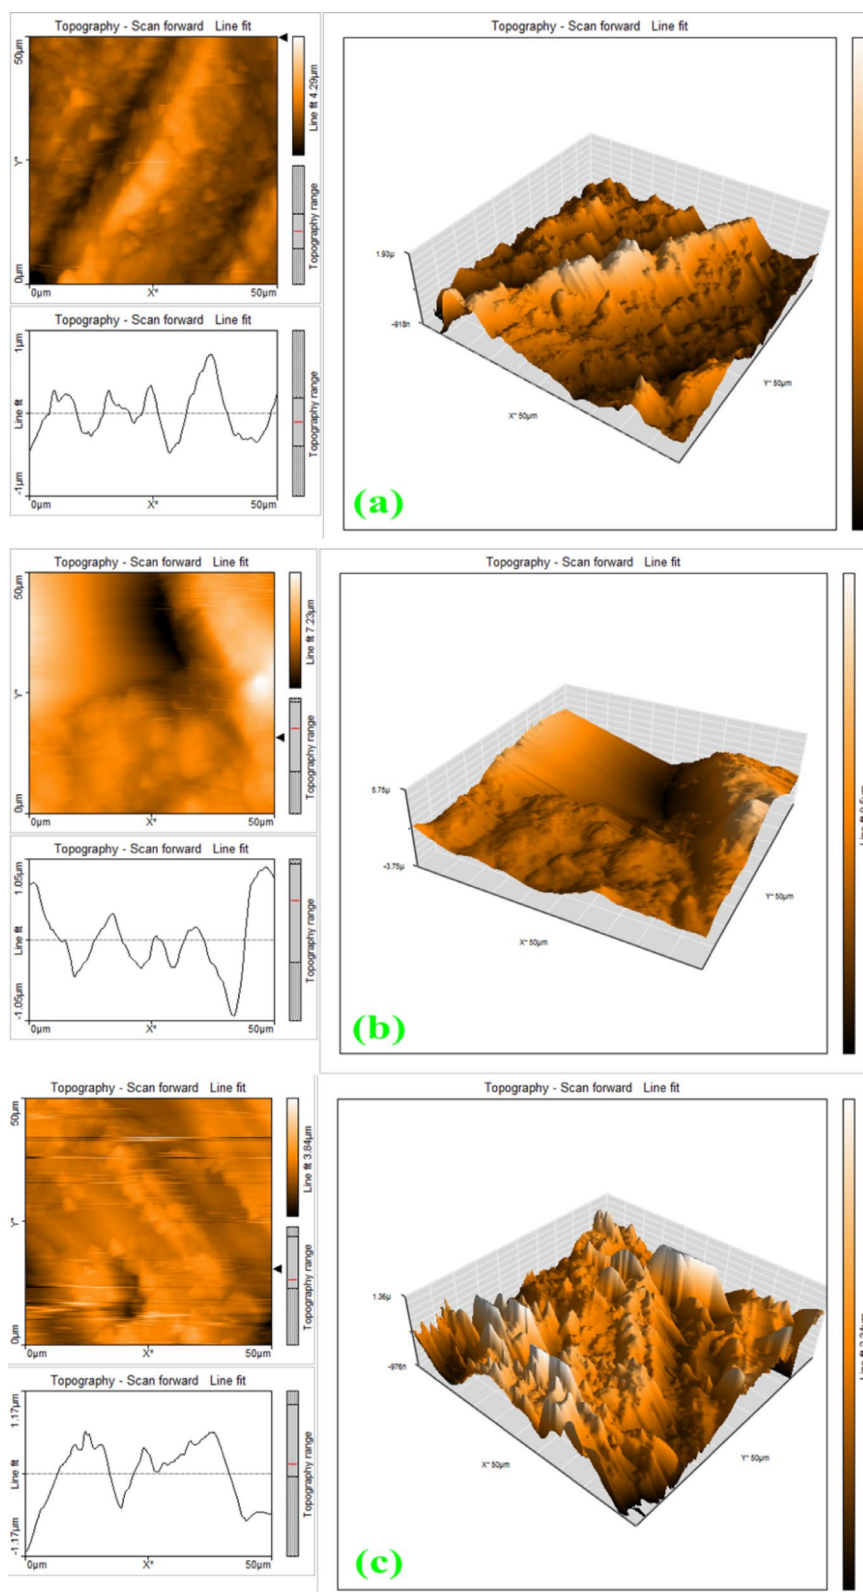 Topography - Scan forward Line fit
50µm
Y*
0µm
0µm
X*
50µm
Line fit 4.29µm
Topography range
Topography - Scan forward Line fit
1µm
Line fit
-1µm
0µm
X*
50µm
Topography range
Topography - Scan forward Line fit
1.93µ
-918n
X* 50µm
Y* 50µm
(a)
Topography - Scan forward Line fit
50µm
Y*
0µm
0µm
X*
50µm
Line fit 7.23µm
Topography range
Topography - Scan forward Line fit
1.05µm
Line fit
-1.05µm
0µm
X*
50µm
Topography range
Topography - Scan forward Line fit
5.75µ
-3.75µ
X* 50µm
Y* 50µm
(b)
Topography - Scan forward Line fit
50µm
Y*
0µm
0µm
X*
50µm
Line fit 3.84µm
Topography range
Topography - Scan forward Line fit
1.17µm
Line fit
-1.17µm
0µm
X*
50µm
Topography range
Topography - Scan forward Line fit
1.36µ
-976n
X* 50µm
Y* 50µm
(c)